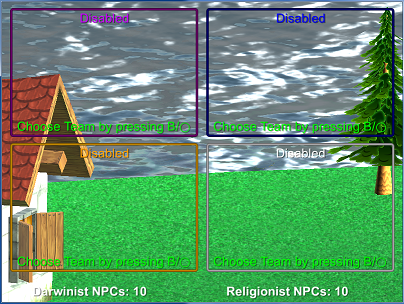 Disabled
Disabled
Choose Team by pressing B/○
Choose Team by pressing B/○
Disabled
Disabled
Choose Team by pressing B/○
Choose Team by pressing B/○
Darwinist NPCs: 10
Religionist NPCs: 10